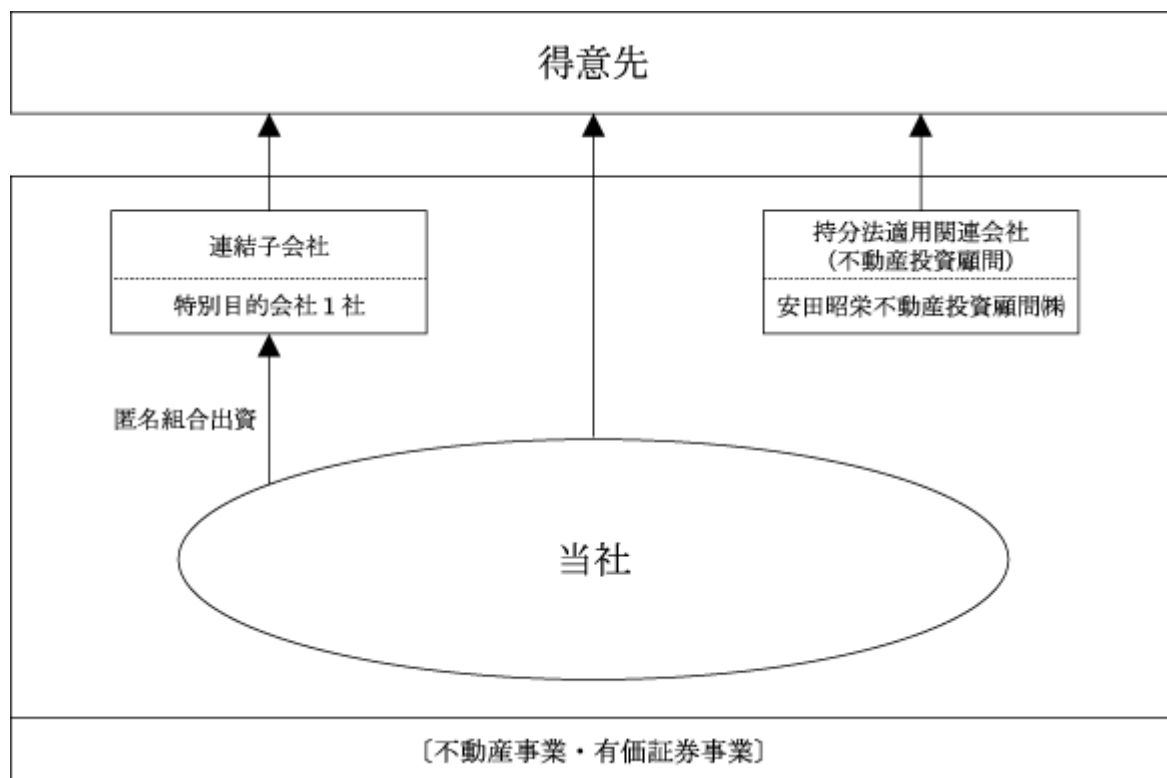 得意先
連結子会社
特別目的会社1社
持分法適用関連会社
(不動産投資顧問)
安田昭栄不動産投資顧問㈱
匿名組合出資
当社
〔不動産事業・有価証券事業〕